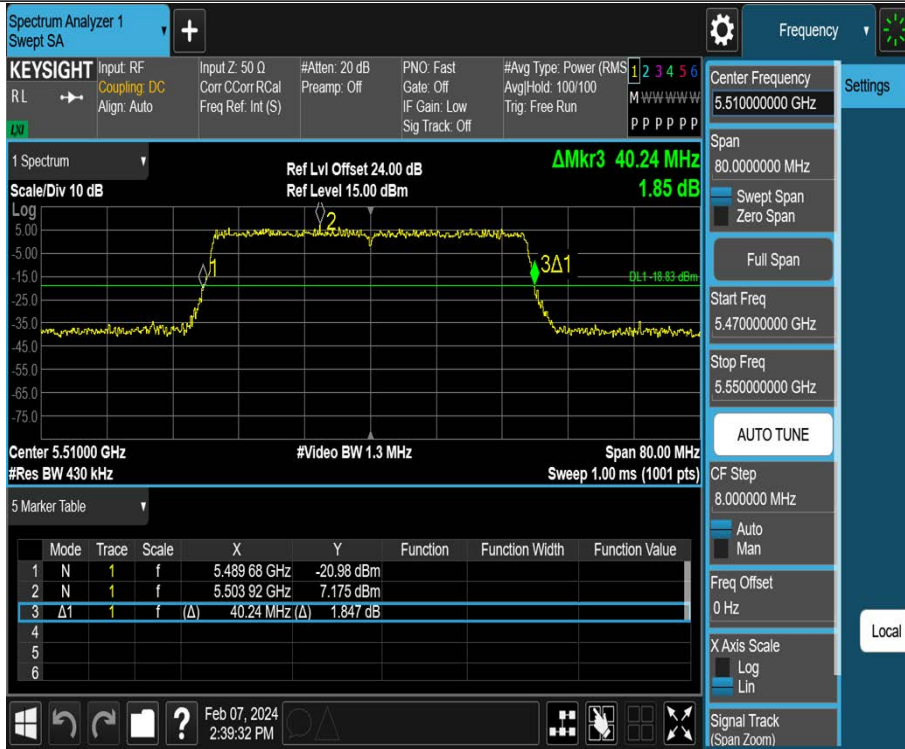 Spectrum Analyzer 1
Swept SA
Frequency
KEYSIGHT
R L
LXI
Input: RF
Coupling: DC
Align: Auto
Input Z: 50 Ω
Corr CCorr RCal
Freq Ref: Int (S)
#Atten: 20 dB
Preamp: Off
PNO: Fast
Gate: Off
IF Gain: Low
Sig Track: Off
#Avg Type: Power (RMS
Avg|Hold: 100/100
Trig: Free Run
1 2 3 4 5 6
M W W W W W
P P P P P P
Center Frequency
5.510000000 GHz
Settings
1 Spectrum
Scale/Div 10 dB
Ref Lvl Offset 24.00 dB
Ref Level 15.00 dBm
ΔMkr3 40.24 MHz
1.85 dB
Span
80.0000000 MHz
Swept Span
Zero Span
Full Span
Start Freq
5.470000000 GHz
Stop Freq
5.550000000 GHz
AUTO TUNE
Log
5.00
-5.00
-15.0
-25.0
-35.0
-45.0
-55.0
-65.0
-75.0
1
2
3Δ1
DL1 -18.83 dBm
Center 5.51000 GHz
#Res BW 430 kHz
#Video BW 1.3 MHz
Span 80.00 MHz
Sweep 1.00 ms (1001 pts)
CF Step
8.000000 MHz
Auto
Man
Freq Offset
0 Hz
X Axis Scale
Log
Lin
Signal Track
(Span Zoom)
Local
5 Marker Table
Mode Trace Scale X Y Function Function Width Function Value
1 N 1 f 5.489 68 GHz -20.98 dBm
2 N 1 f 5.503 92 GHz 7.175 dBm
3 Δ1 1 f (Δ) 40.24 MHz (Δ) 1.847 dB
4
5
6
?
Feb 07, 2024
2:39:32 PM